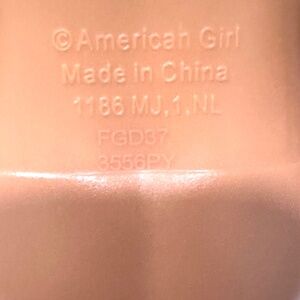 ©American Girl
Made in China
1186 MJ,1,NL
FGD37
3556PY